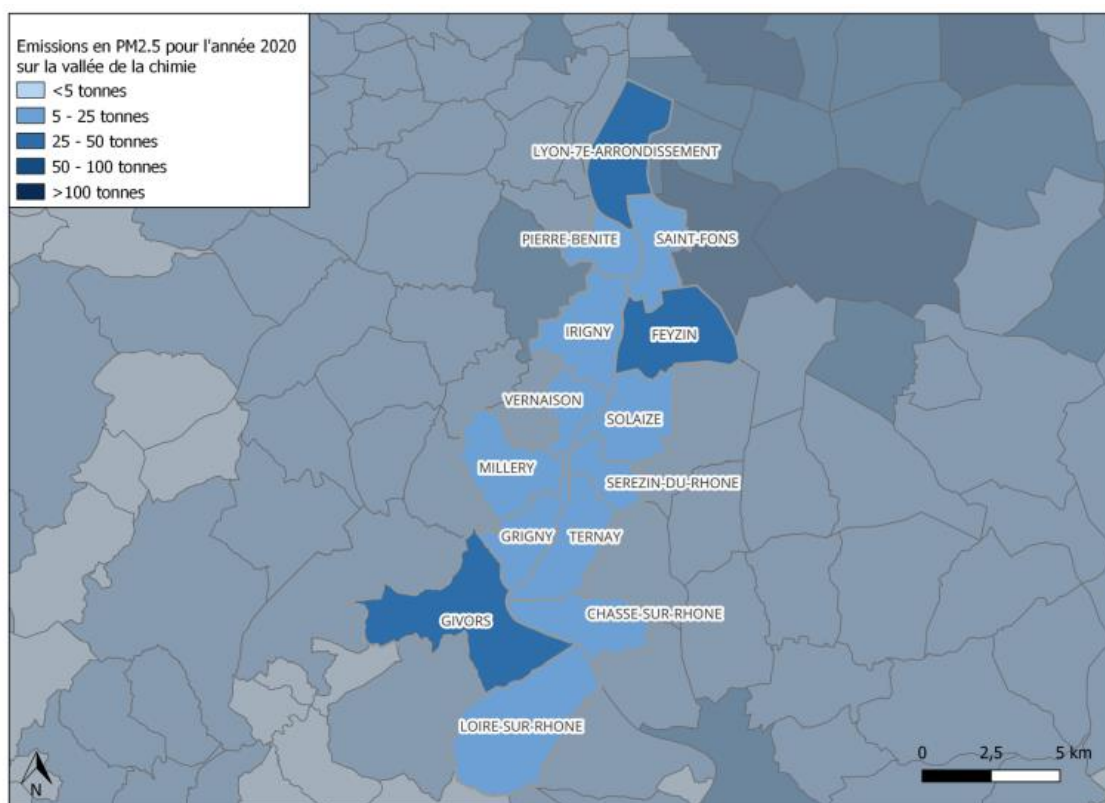 Emissions en PM2.5 pour l'année 2020
sur la vallée de la chimie
<5 tonnes
5 - 25 tonnes
25 - 50 tonnes
50 - 100 tonnes
>100 tonnes
LYON-7E-ARRONDISSEMENT
PIERRE-BENITE
SAINT-FONS
IRIGNY
FEYZIN
VERNAISON
SOLAIZE
MILLERY
SEREZIN-DU-RHONE
GRIGNY
TERNAY
GIVORS
CHASSE-SUR-RHONE
LOIRE-SUR-RHONE
0 2,5 5 km
N